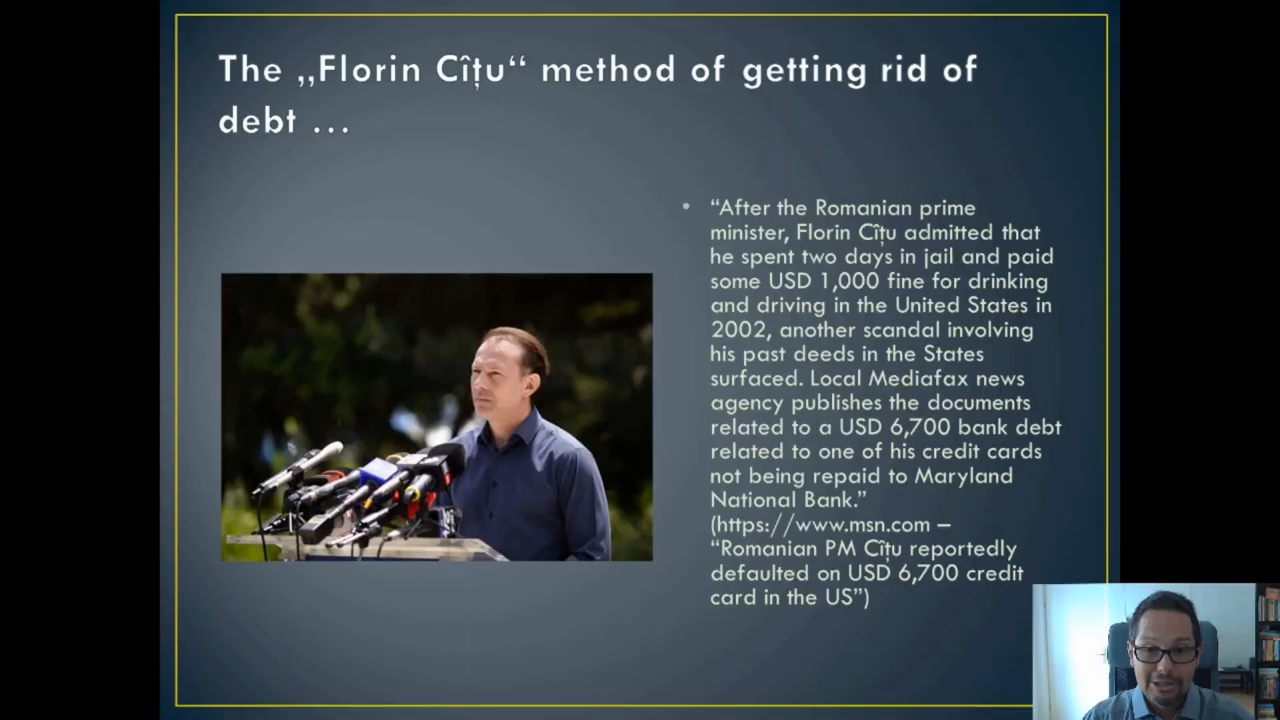 The „Florin Cîțu“ method of getting rid of
debt …
• “After the Romanian prime
minister, Florin Cîțu admitted that
he spent two days in jail and paid
some USD 1,000 fine for drinking
and driving in the United States in
2002, another scandal involving
his past deeds in the States
surfaced. Local Mediafax news
agency publishes the documents
related to a USD 6,700 bank debt
related to one of his credit cards
not being repaid to Maryland
National Bank.”
(https://www.msn.com –
“Romanian PM Cîțu reportedly
defaulted on USD 6,700 credit
card in the US”)